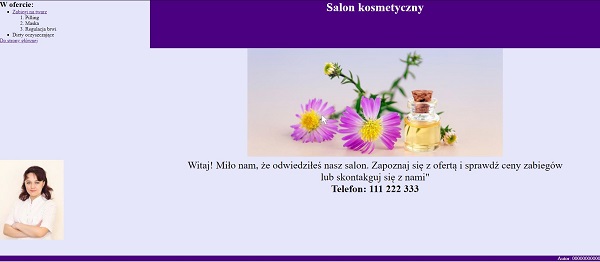 W ofercie:
Zabiegi na twarz
1. Peeling
2. Maska
3. Regulacja brwi
Diety oczyszczające
Do strony głównej
Salon kosmetyczny
Witaj! Miło nam, że odwiedziłeś nasz salon. Zapoznaj się z ofertą i sprawdź ceny zabiegów
lub skontakguj się z nami"
Telefon: 111 222 333
Autor: 00000000000